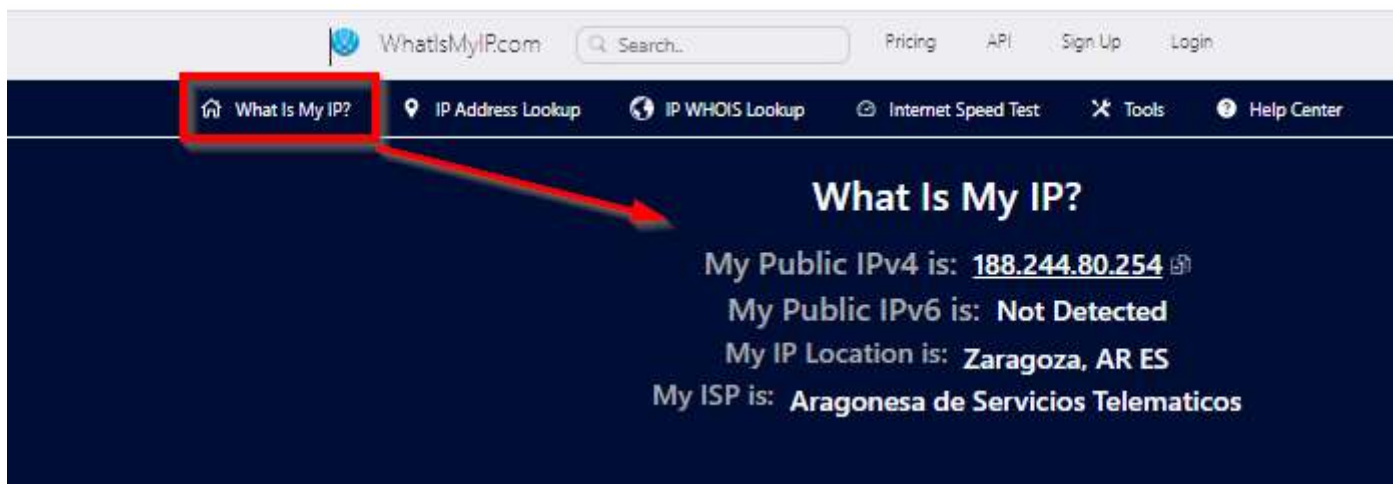 WhatIsMyIP.com Search.. Pricing API Sign Up Login
What Is My IP? IP Address Lookup IP WHOIS Lookup Internet Speed Test Tools Help Center
What Is My IP?
My Public IPv4 is: 188.244.80.254
My Public IPv6 is: Not Detected
My IP Location is: Zaragoza, AR ES
My ISP is: Aragonesa de Servicios Telematicos